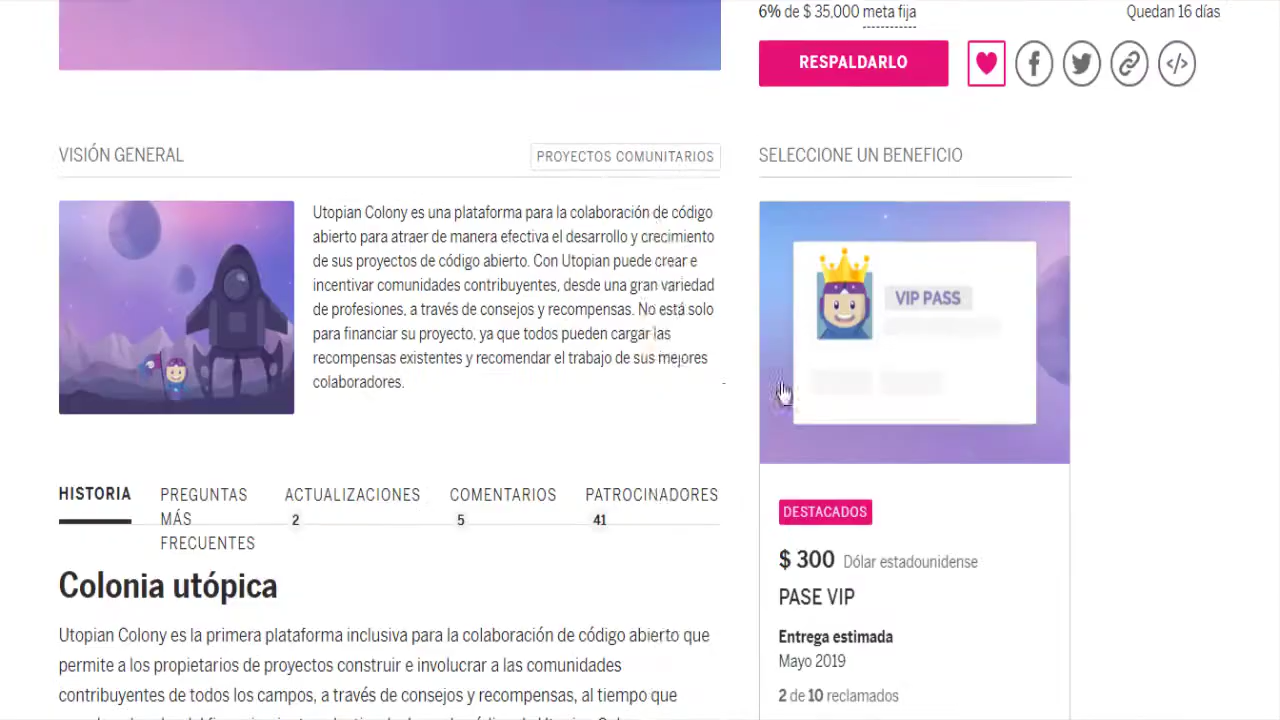 6% de $ 35,000 meta fija
Quedan 16 días
RESPALDARLO
VISIÓN GENERAL
PROYECTOS COMUNITARIOS
Utopian Colony es una plataforma para la colaboración de código
abierto para atraer de manera efectiva el desarrollo y crecimiento
de sus proyectos de código abierto. Con Utopian puede crear e
incentivar comunidades contribuyentes, desde una gran variedad
de profesiones, a través de consejos y recompensas. No está solo
para financiar su proyecto, ya que todos pueden cargar las
recompensas existentes y recomendar el trabajo de sus mejores
colaboradores.
HISTORIA
PREGUNTAS
MÁS
FRECUENTES
ACTUALIZACIONES
2
COMENTARIOS
5
PATROCINADORES
41
Colonia utópica
Utopian Colony es la primera plataforma inclusiva para la colaboración de código abierto que
permite a los propietarios de proyectos construir e involucrar a las comunidades
contribuyentes de todos los campos, a través de consejos y recompensas, al tiempo que
SELECCIONE UN BENEFICIO
VIP PASS
DESTACADOS
$ 300 Dólar estadounidense
PASE VIP
Entrega estimada
Mayo 2019
2 de 10 reclamados